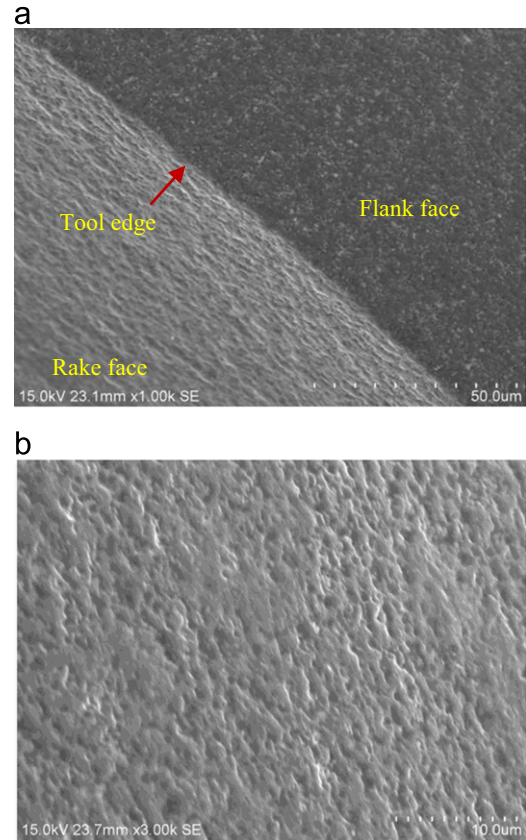 a
Flank face
Tool edge
Rake face
15.0kV 23.1mm x1.00k SE
50.0um
b
15.0kV 23.7mm x3.00k SE
10.0um